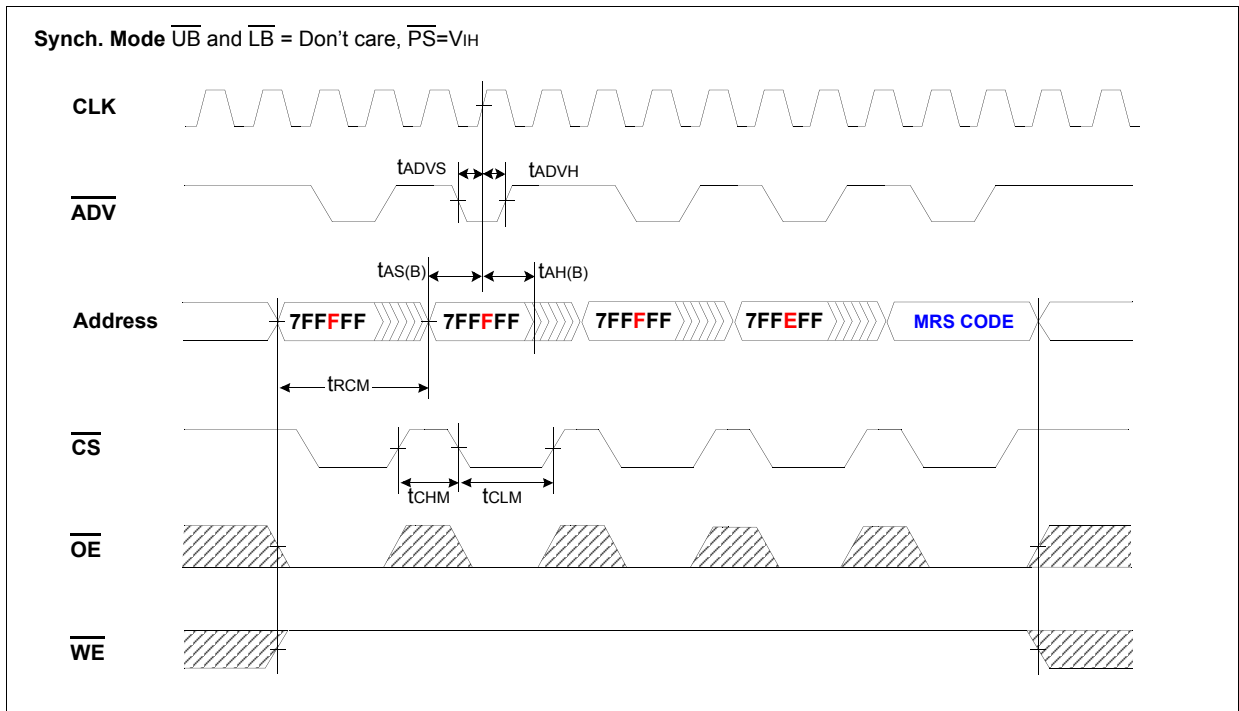 Synch. Mode UB and LB = Don't care, PS=VIH
CLK
tADVS
tADVH
ADV
tAS(B)
tAH(B)
Address
7FFFFF
7FFFFF
7FFFFF
7FFEFF
MRS CODE
tRCM
CS
tCHM
tCLM
OE
WE